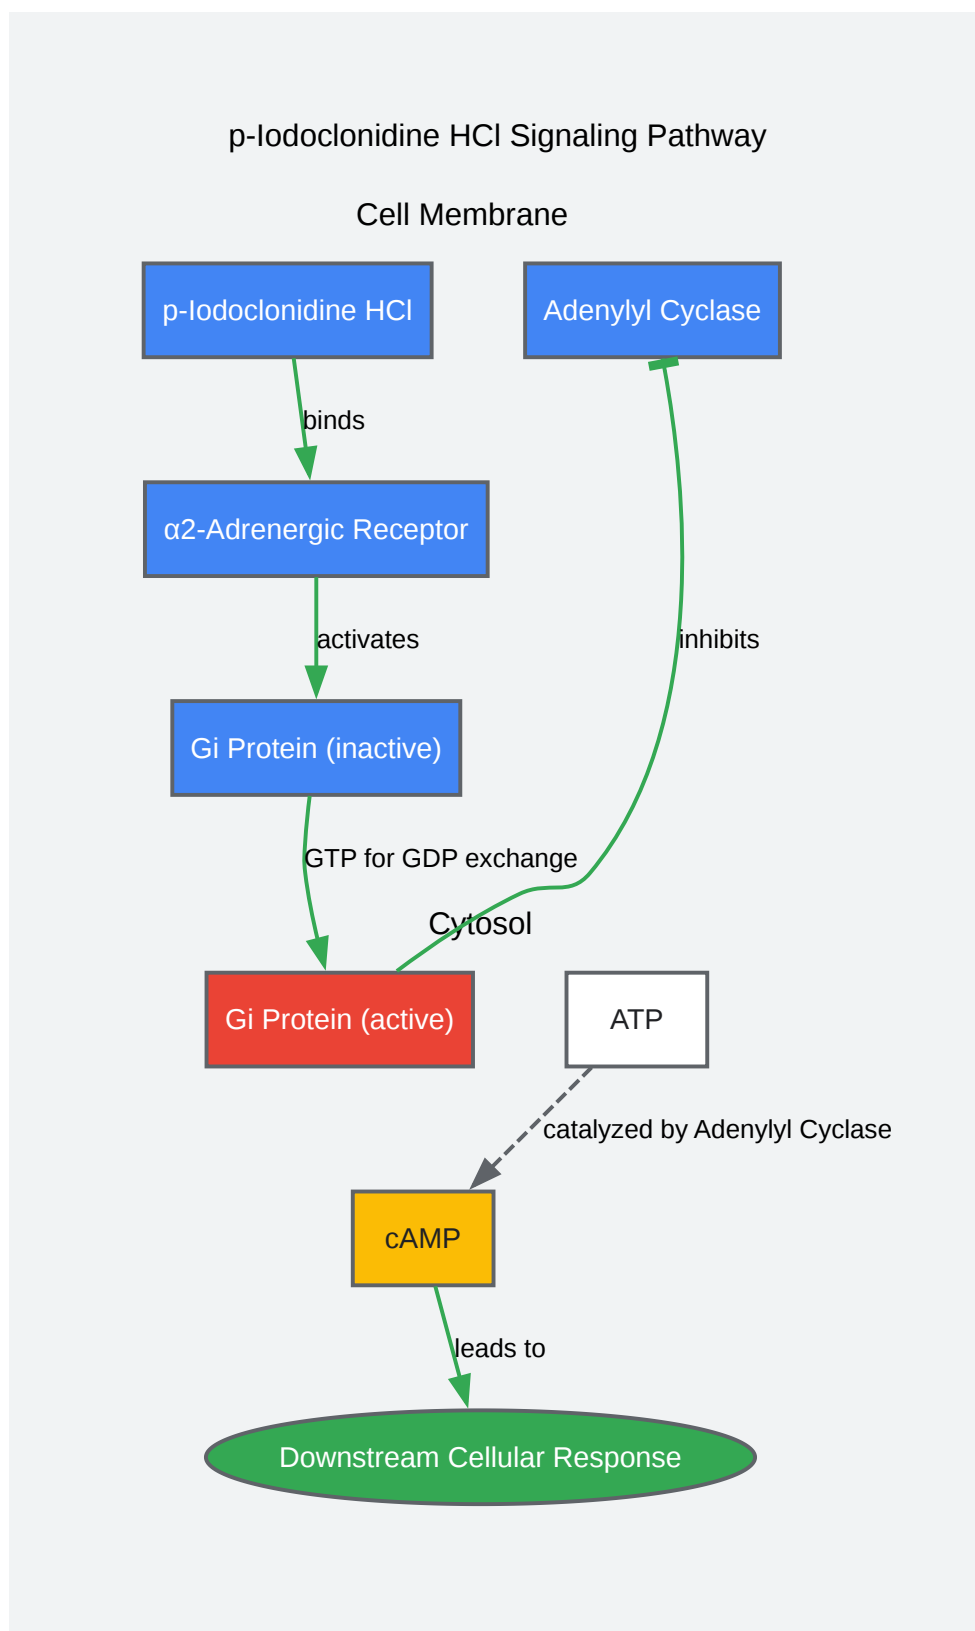 p-Iodoclonidine HCl Signaling Pathway
Cell Membrane
p-Iodoclonidine HCl
Adenylyl Cyclase
binds
α2-Adrenergic Receptor
activates
inhibits
Gi Protein (inactive)
GTP for GDP exchange
Cytosol
Gi Protein (active)
ATP
catalyzed by Adenylyl Cyclase
cAMP
leads to
Downstream Cellular Response